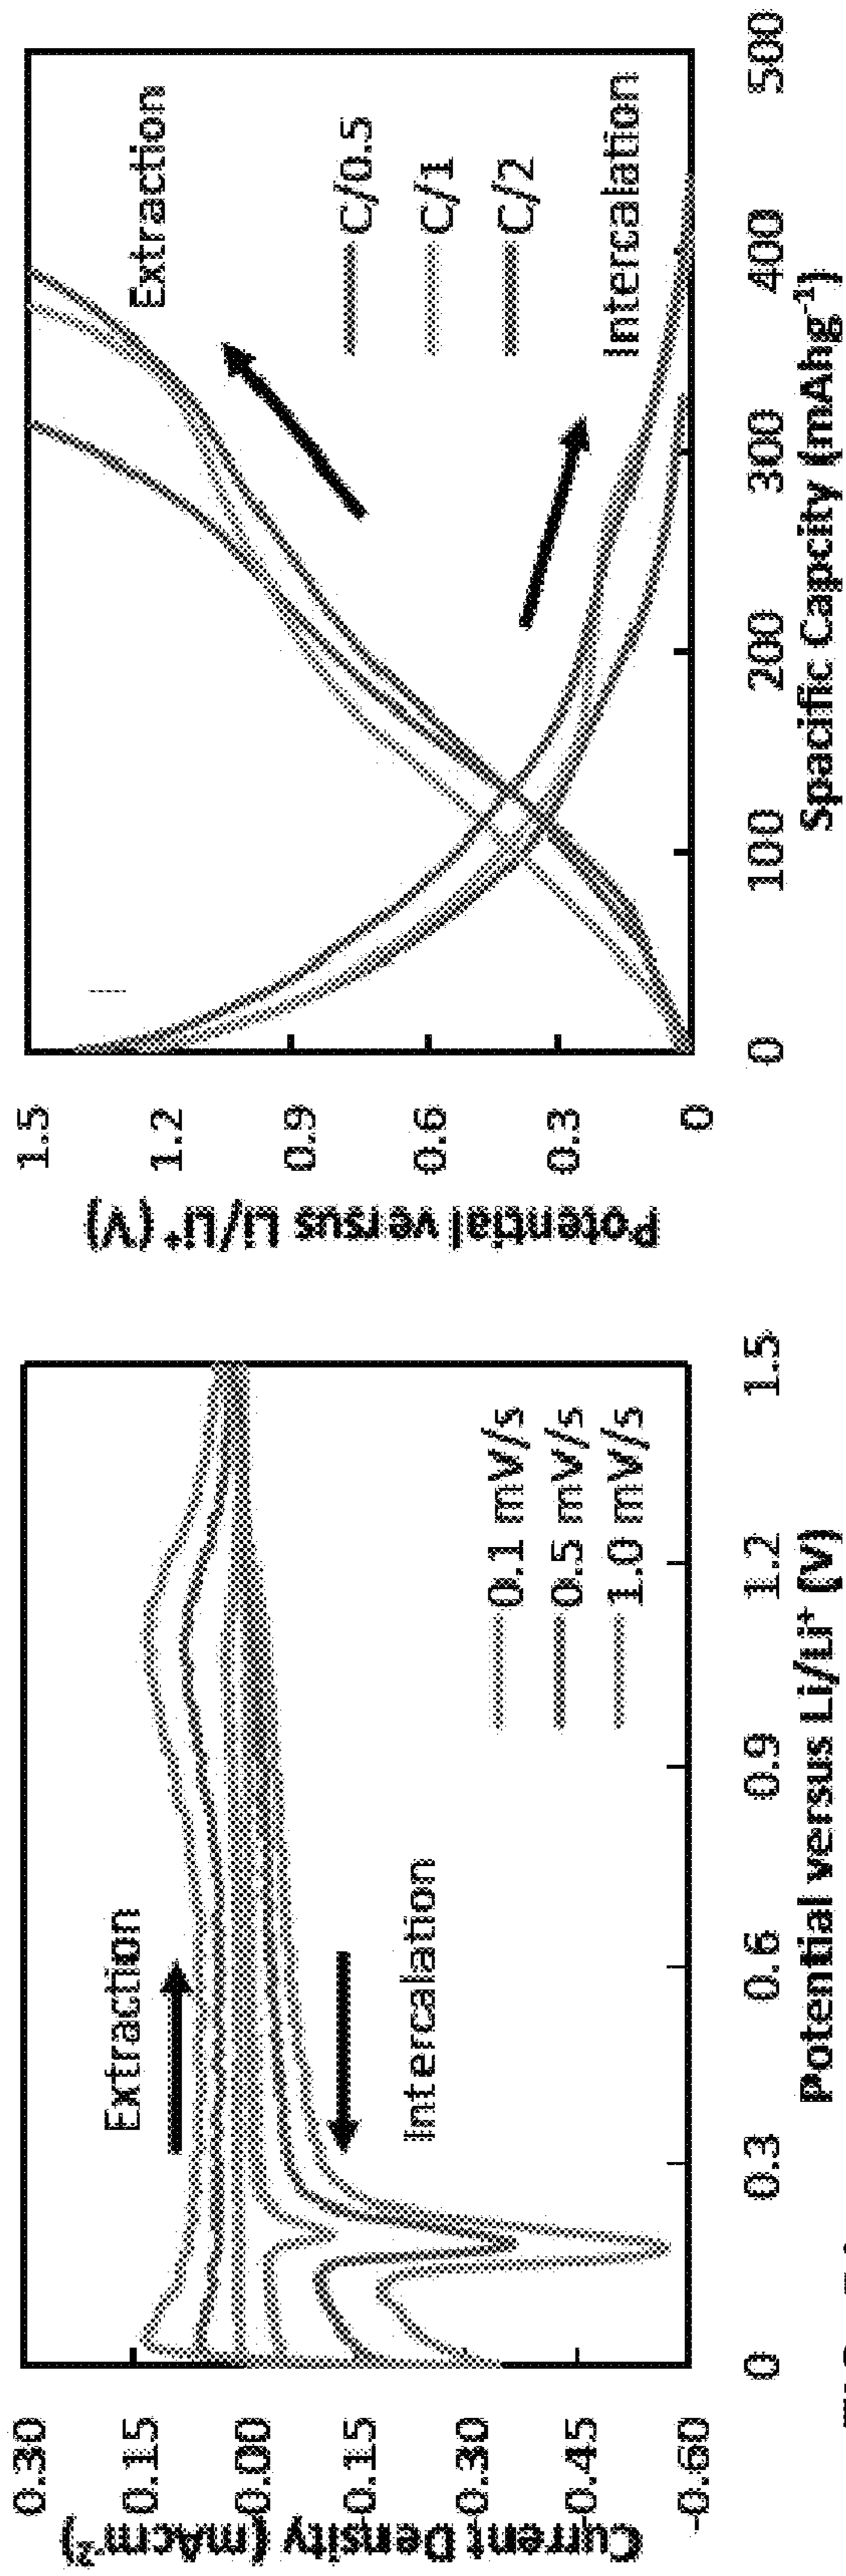 0.30
0.15
0.00
-0.15
-0.30
-0.45
-0.60
Current Density (mAcm⁻²)
Extraction
Intercalation
0.1 mV/s
0.5 mV/s
1.0 mV/s
0
0.3
0.6
0.9
1.2
1.5
Potential versus Li/Li⁺ (V)
1.5
1.2
0.9
0.6
0.3
0
Potential versus Li/Li⁺ (V)
Extraction
C/0.5
C/1
C/2
Intercalation
0
100
200
300
400
500
Spacific Capcity (mAhg⁻¹)